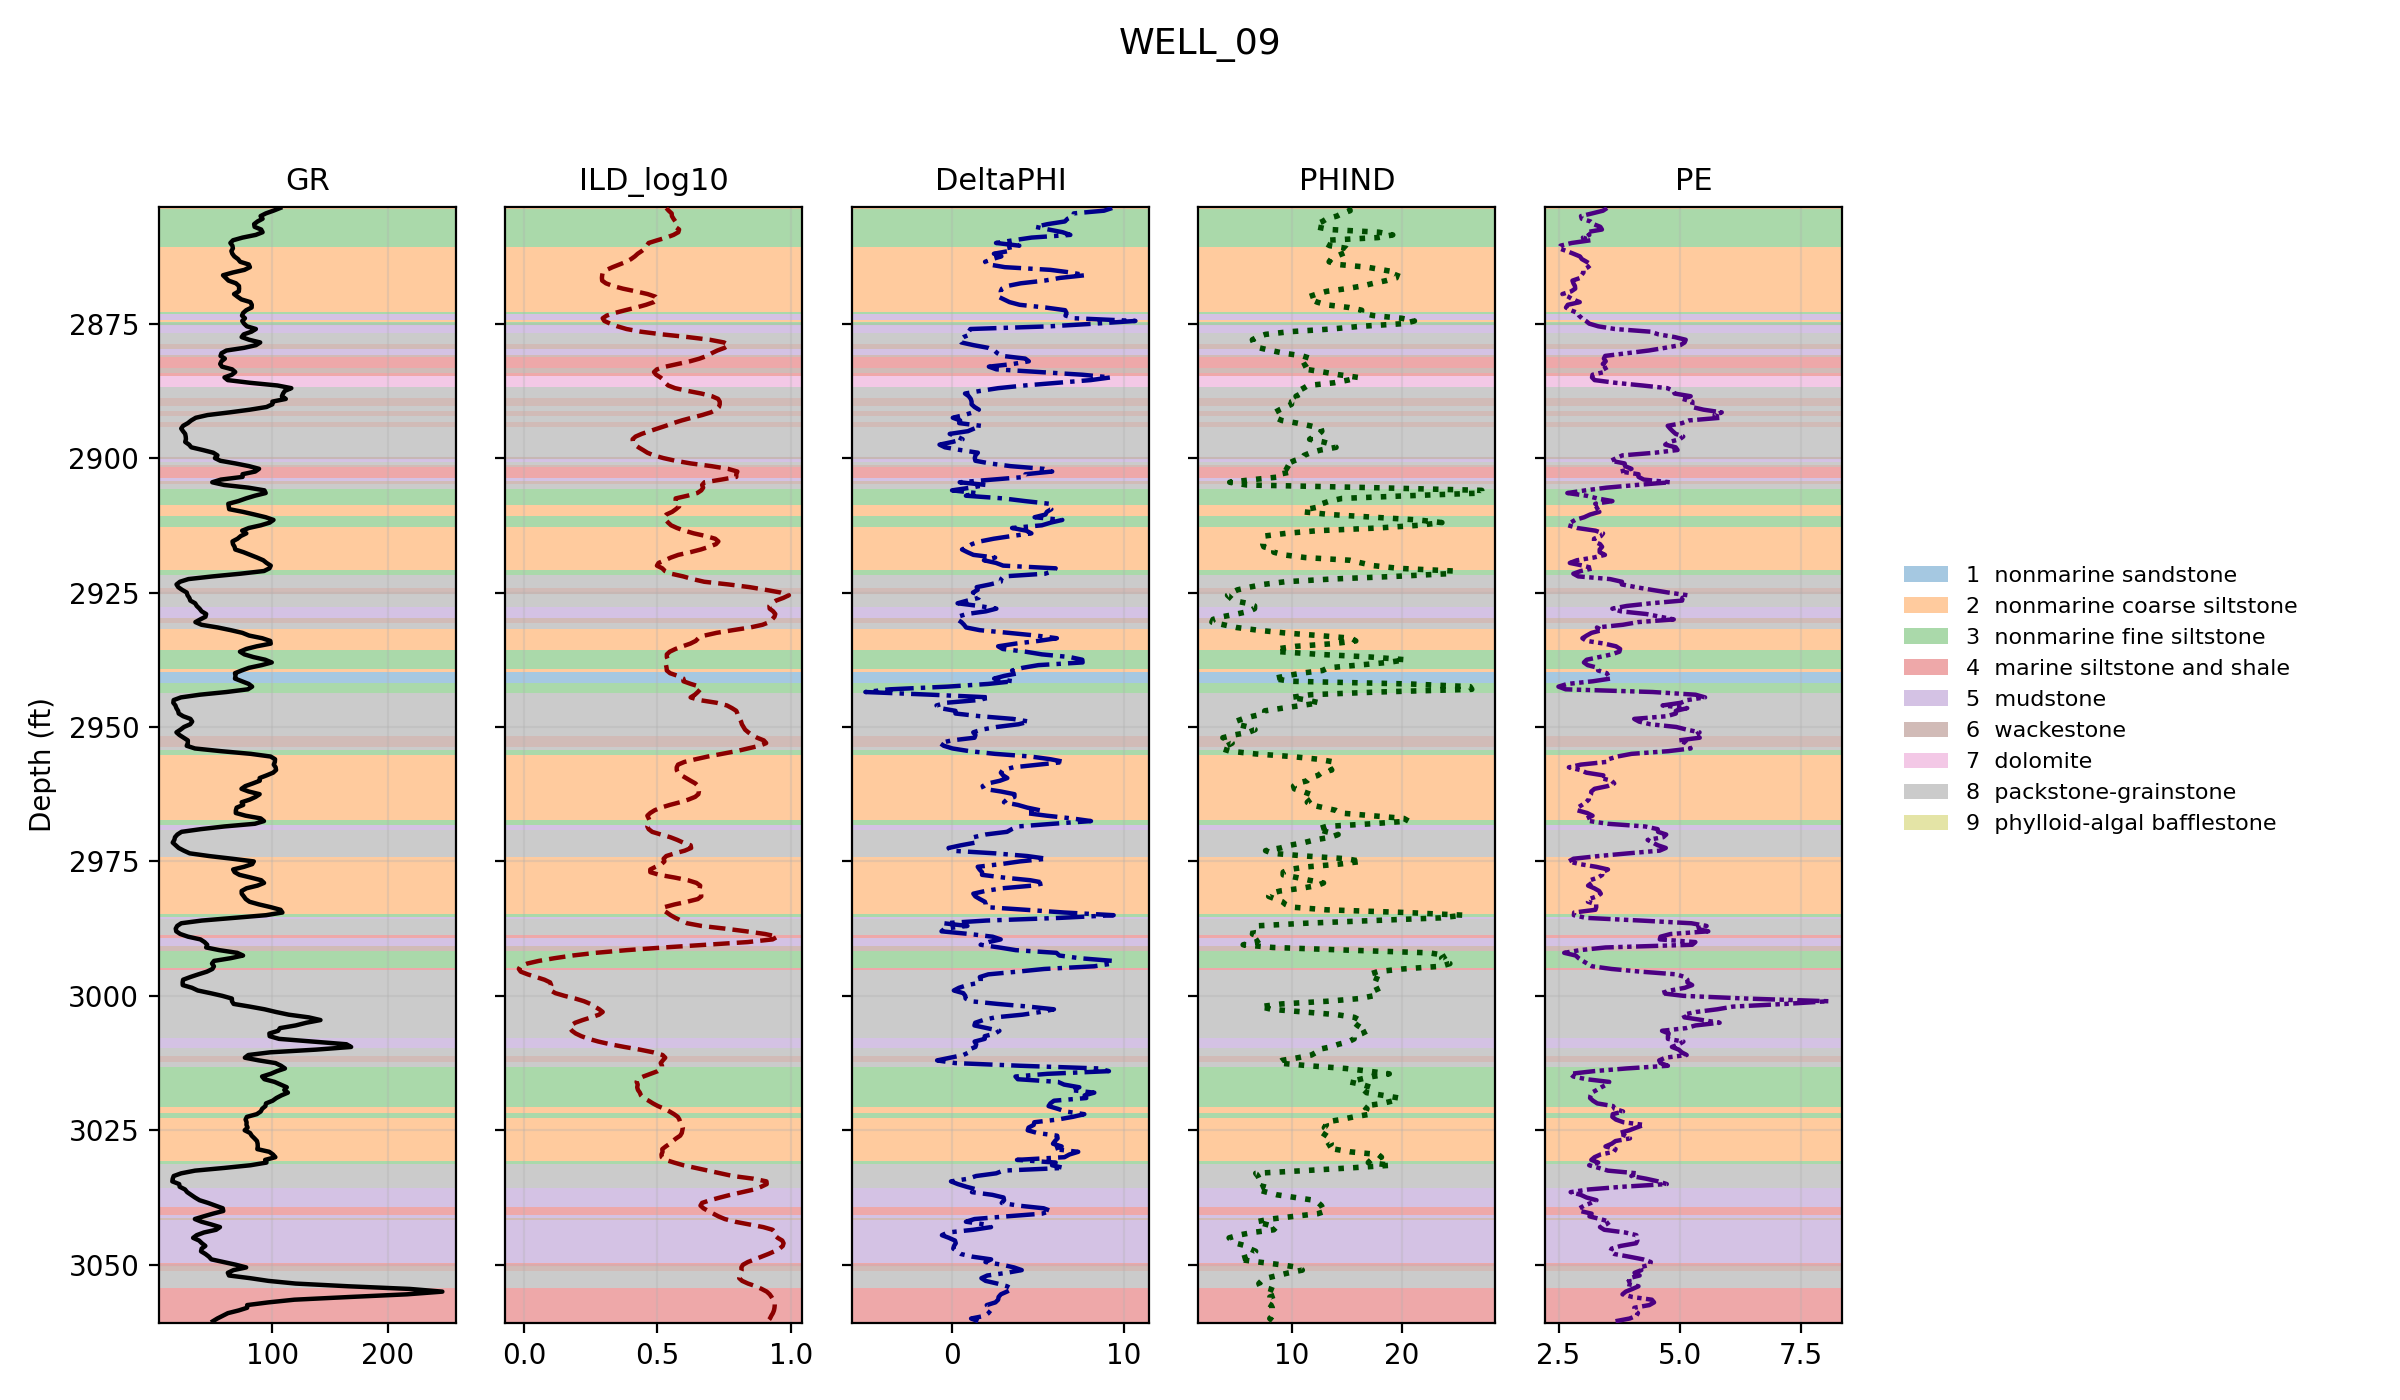 WELL_09
GR
ILD_log10
DeltaPHI
PHIND
PE
Depth (ft)
2875
2900
2925
2950
2975
3000
3025
3050
100 200
0.0 0.5 1.0
0 10
10 20
2.5 5.0 7.5
1 nonmarine sandstone
2 nonmarine coarse siltstone
3 nonmarine fine siltstone
4 marine siltstone and shale
5 mudstone
6 wackestone
7 dolomite
8 packstone-grainstone
9 phylloid-algal bafflestone